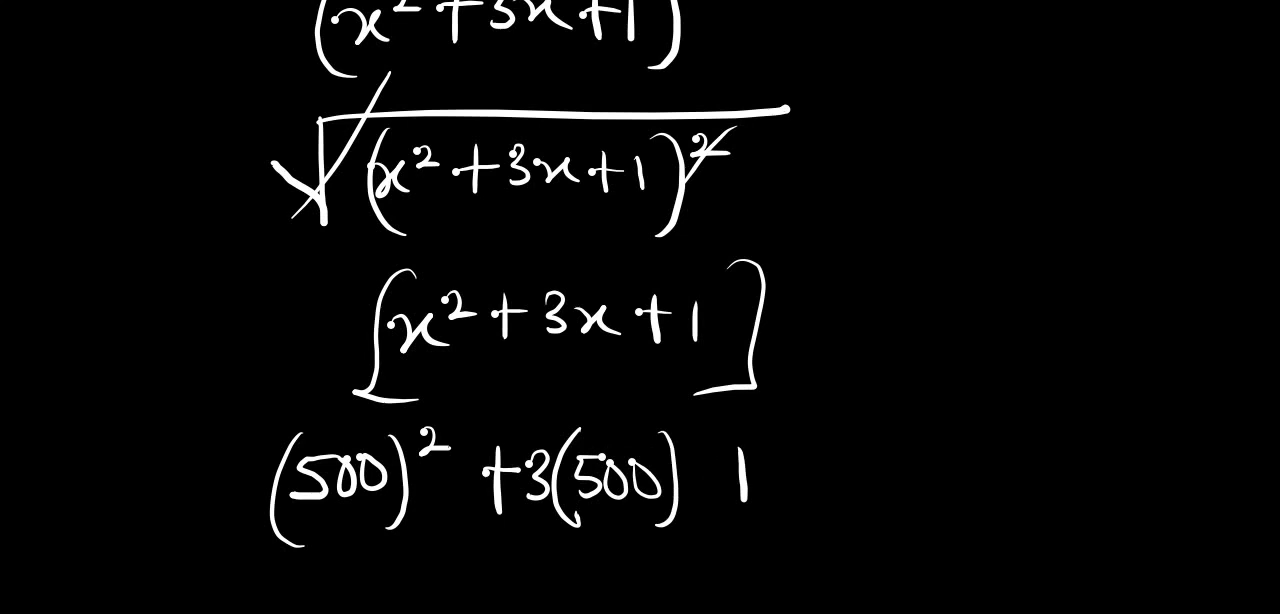 (x² + 3x + 1)
√(x² + 3x + 1)²
[x² + 3x + 1]
(500)² + 3(500) 1